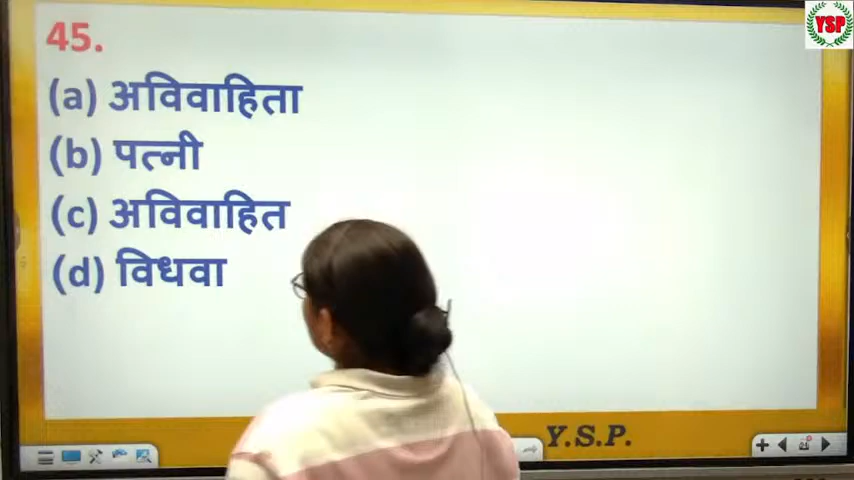 YSP
45.
(a) अविवाहिता
(b) पत्नी
(c) अविवाहित
(d) विधवा
Y.S.P.